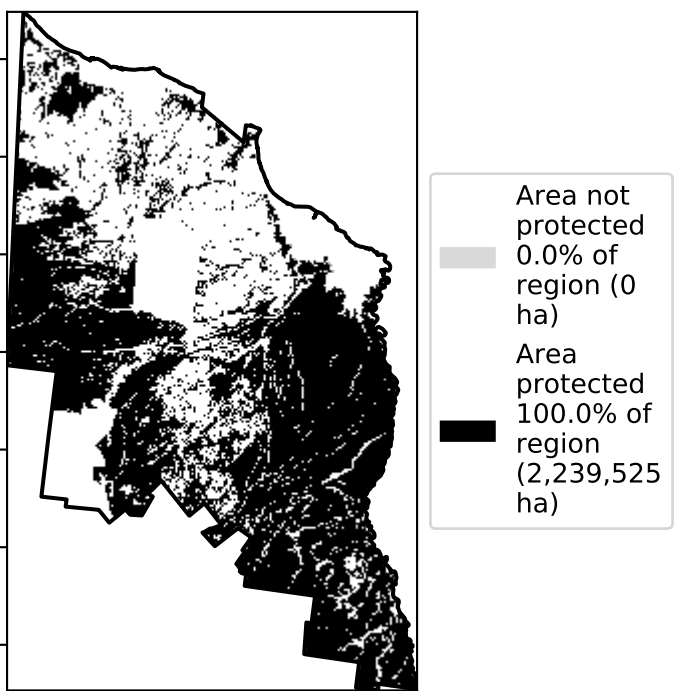 Area not
protected
0.0% of
region (0
ha)
Area
protected
100.0% of
region
(2,239,525
ha)